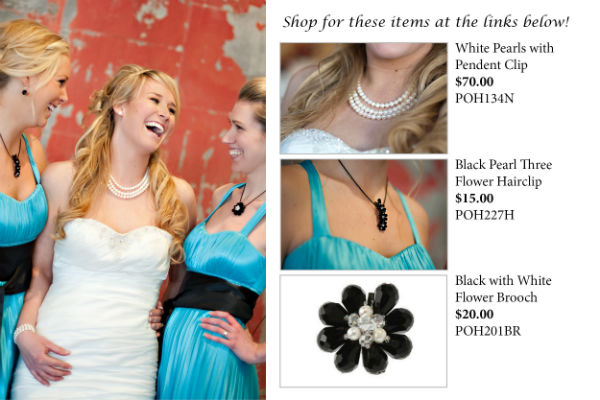 Shop for these items at the links below!
White Pearls with
Pendent Clip
$70.00
POH134N
Black Pearl Three
Flower Hairclip
$15.00
POH227H
Black with White
Flower Brooch
$20.00
POH201BR